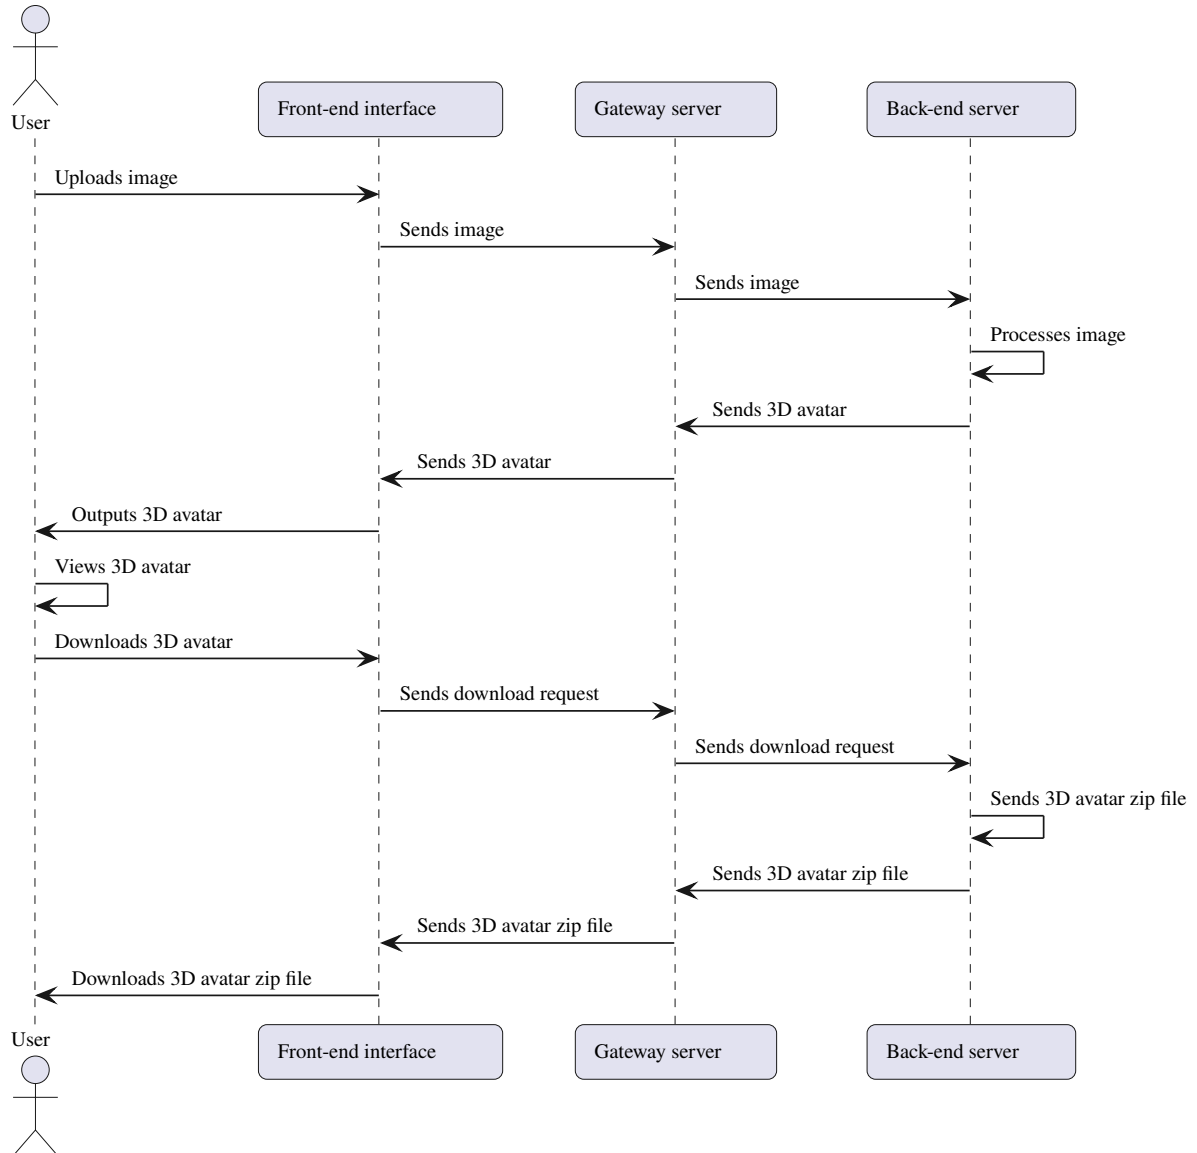 User
Front-end interface
Gateway server
Back-end server
Uploads image
Sends image
Sends image
Processes image
Sends 3D avatar
Sends 3D avatar
Outputs 3D avatar
Views 3D avatar
Downloads 3D avatar
Sends download request
Sends download request
Sends 3D avatar zip file
Sends 3D avatar zip file
Sends 3D avatar zip file
Downloads 3D avatar zip file
User
Front-end interface
Gateway server
Back-end server